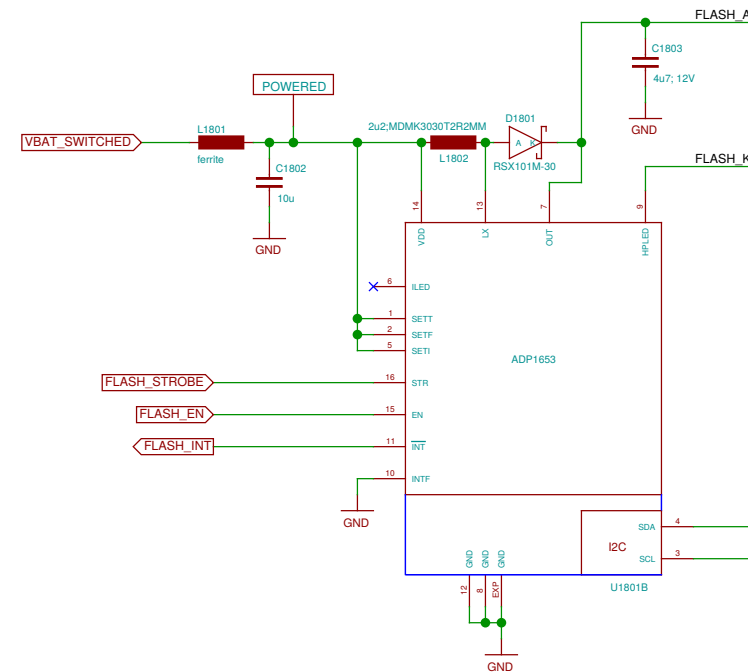 FLASH_A
C1803
4u7; 12V
GND
POWERED
VBAT_SWITCHED
L1801
ferrite
C1802
10u
GND
2u2;MDMK3030T2R2MM
L1802
D1801
A K
RSX101M-30
FLASH_K
14
13
7
9
VDD
LX
OUT
HPLED
6 ILED
1 SETT
2 SETF
5 SETI
ADP1653
FLASH_STROBE 16 STR
FLASH_EN 15 EN
FLASH_INT 11 INT
10 INTF
GND
I2C
SDA 4
SCL 3
GND
GND
GND
12
8
EXP
U1801B
GND